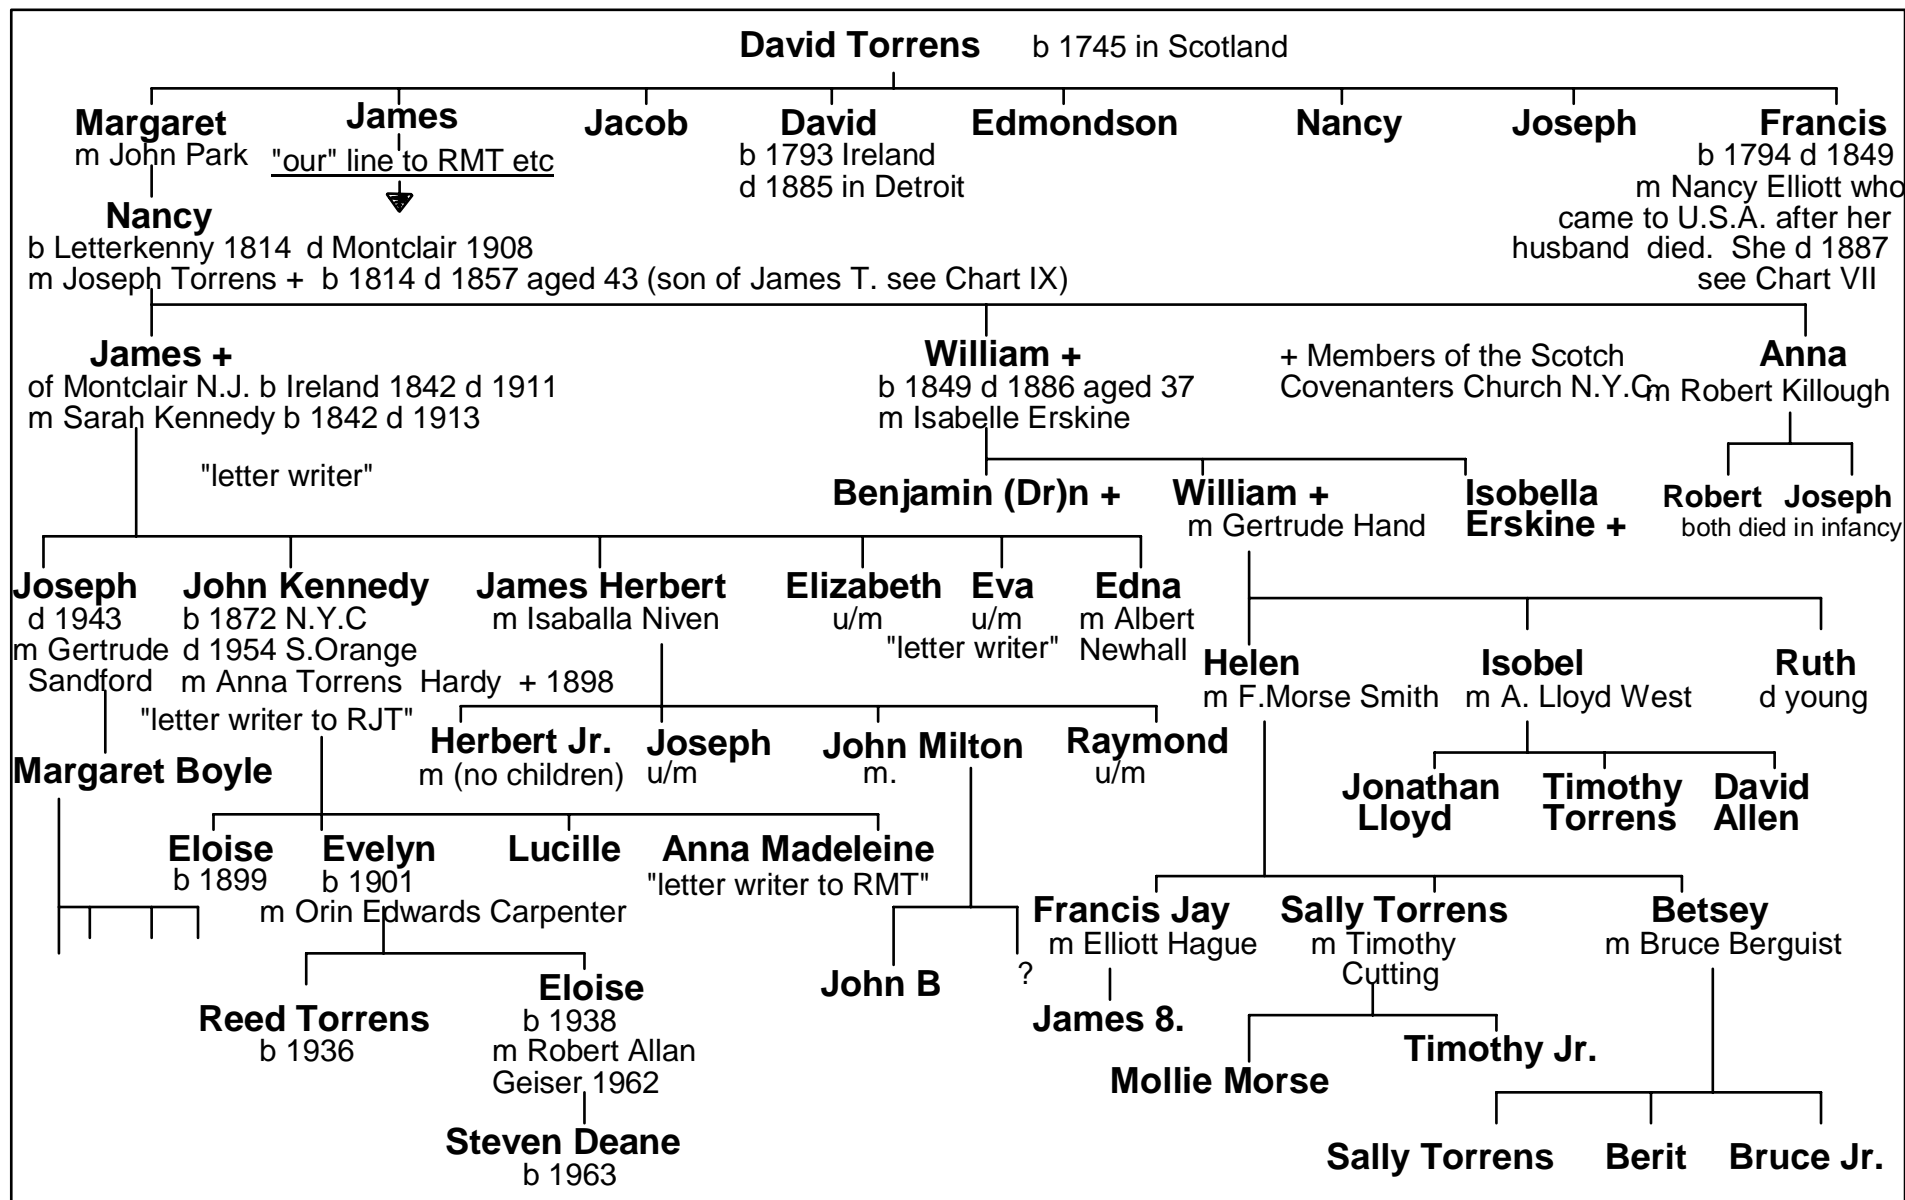 David Torrens b 1745 in Scotland
Margaret
m John Park
James
"our" line to RMT etc
Jacob
David
b 1793 Ireland
d 1885 in Detroit
Edmondson
Nancy
Joseph
Francis
b 1794 d 1849
m Nancy Elliott who
came to U.S.A. after her
husband died. She d 1887
see Chart VII
Nancy
b Letterkenny 1814 d Montclair 1908
m Joseph Torrens + b 1814 d 1857 aged 43 (son of James T. see Chart IX)
James +
of Montclair N.J. b Ireland 1842 d 1911
m Sarah Kennedy b 1842 d 1913
"letter writer"
William +
b 1849 d 1886 aged 37
m Isabelle Erskine
+ Members of the Scotch
Covenanters Church N.Y.C.
Anna
m Robert Killough
Benjamin (Dr)n +
William +
m Gertrude Hand
Isobella
Erskine +
Robert Joseph
both died in infancy
Joseph
d 1943
m Gertrude
Sandford
John Kennedy
b 1872 N.Y.C
d 1954 S.Orange
m Anna Torrens Hardy + 1898
"letter writer to RJT"
James Herbert
m Isaballa Niven
Elizabeth
u/m
Eva
u/m
"letter writer"
Edna
m Albert
Newhall
Helen
m F.Morse Smith
Isobel
m A. Lloyd West
Ruth
d young
Margaret Boyle
Herbert Jr.
m (no children)
Joseph
u/m
John Milton
m.
Raymond
u/m
Jonathan
Lloyd
Timothy
Torrens
David
Allen
Eloise
b 1899
Evelyn
b 1901
m Orin Edwards Carpenter
Lucille
Anna Madeleine
"letter writer to RMT"
Francis Jay
m Elliott Hague
Sally Torrens
m Timothy
Cutting
Betsey
m Bruce Berguist
Reed Torrens
b 1936
Eloise
b 1938
m Robert Allan
Geiser 1962
John B
?
James 8.
Mollie Morse
Timothy Jr.
Steven Deane
b 1963
Sally Torrens
Berit
Bruce Jr.